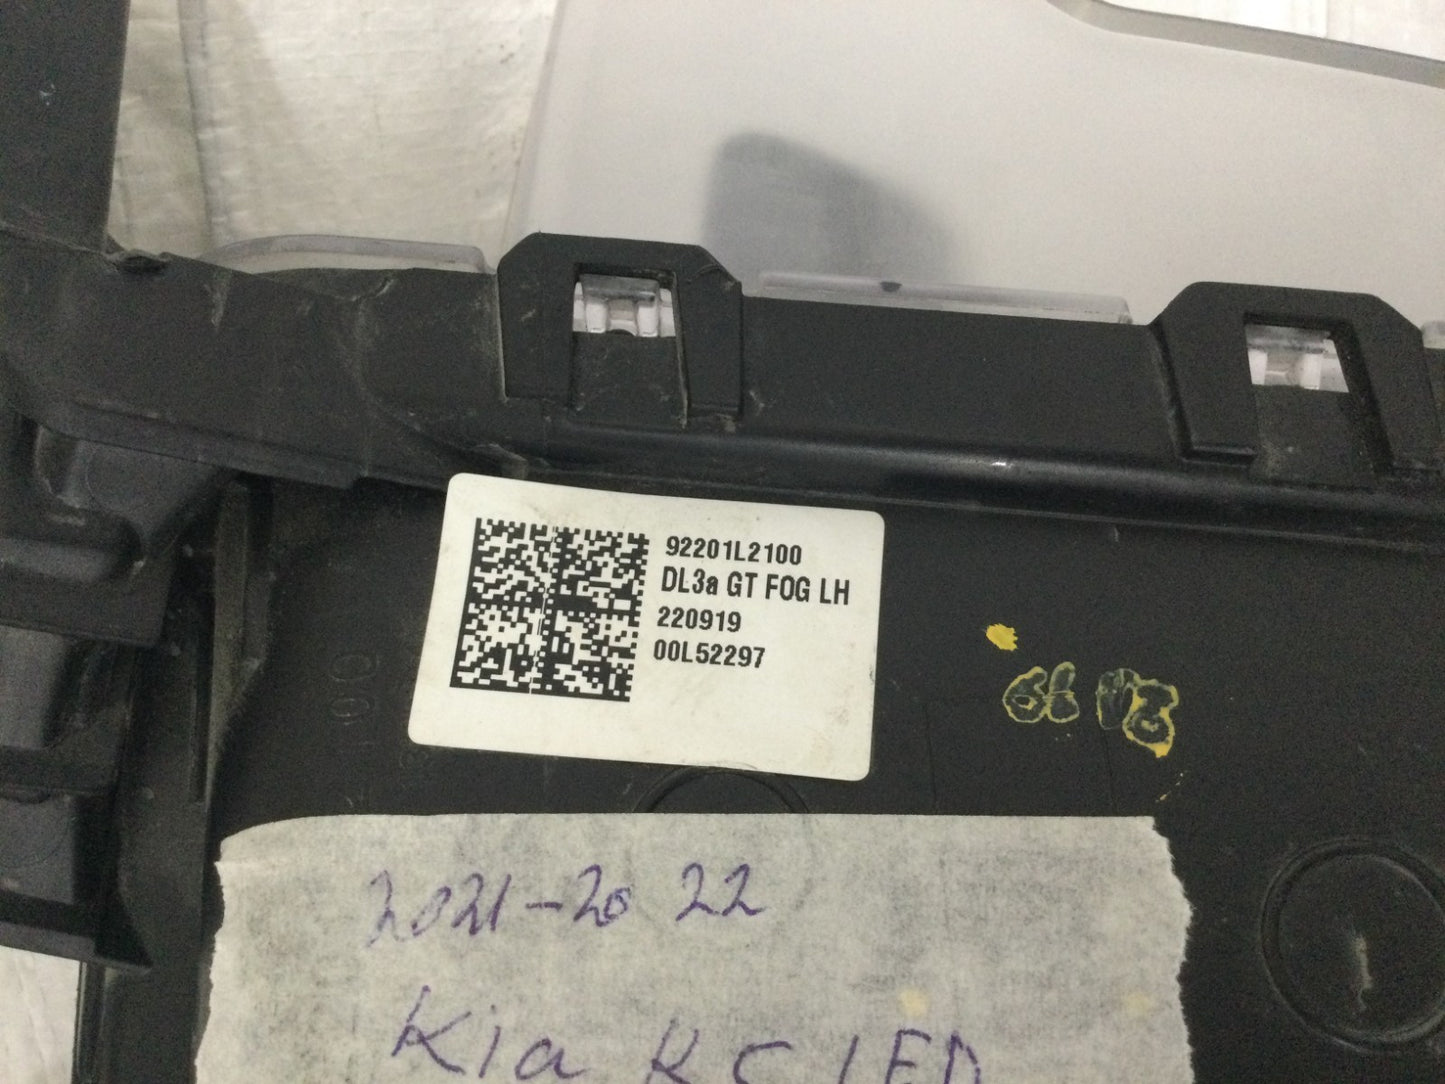 92201L2100
DL3a GT FOG LH
220919
00L52297
2021-2022
Kia K5 LED